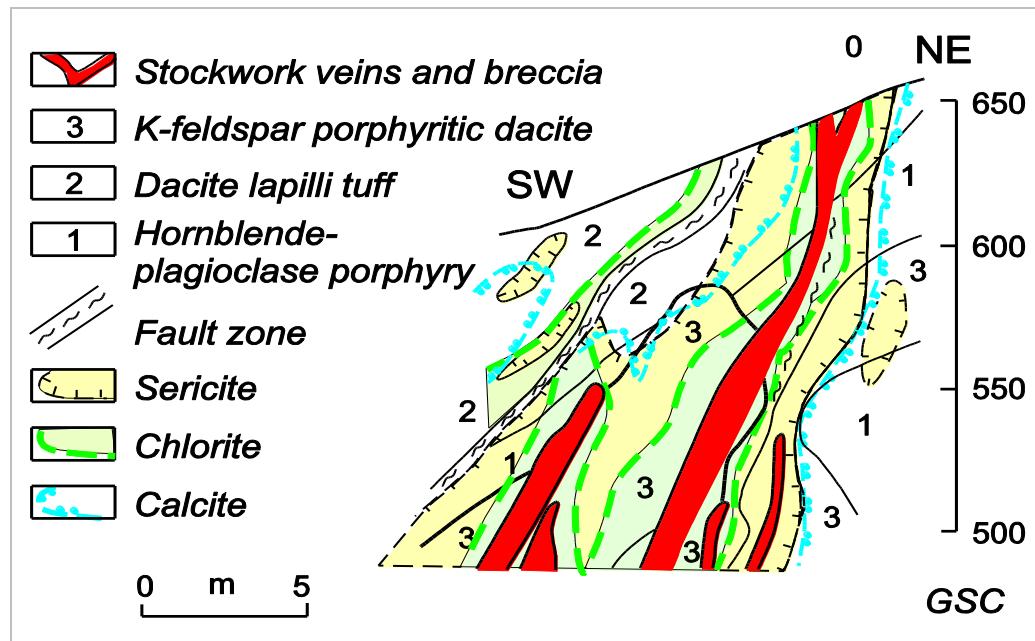 0
NE
650
Stockwork veins and breccia
3 K-feldspar porphyritic dacite
2 Dacite lapilli tuff
SW
1
1 Hornblende-
plagioclase porphyry
2
600
3
2
Fault zone
3
Sericite
550
2
1
Chlorite
1
3
Calcite
3
500
3
3
0 m 5
GSC